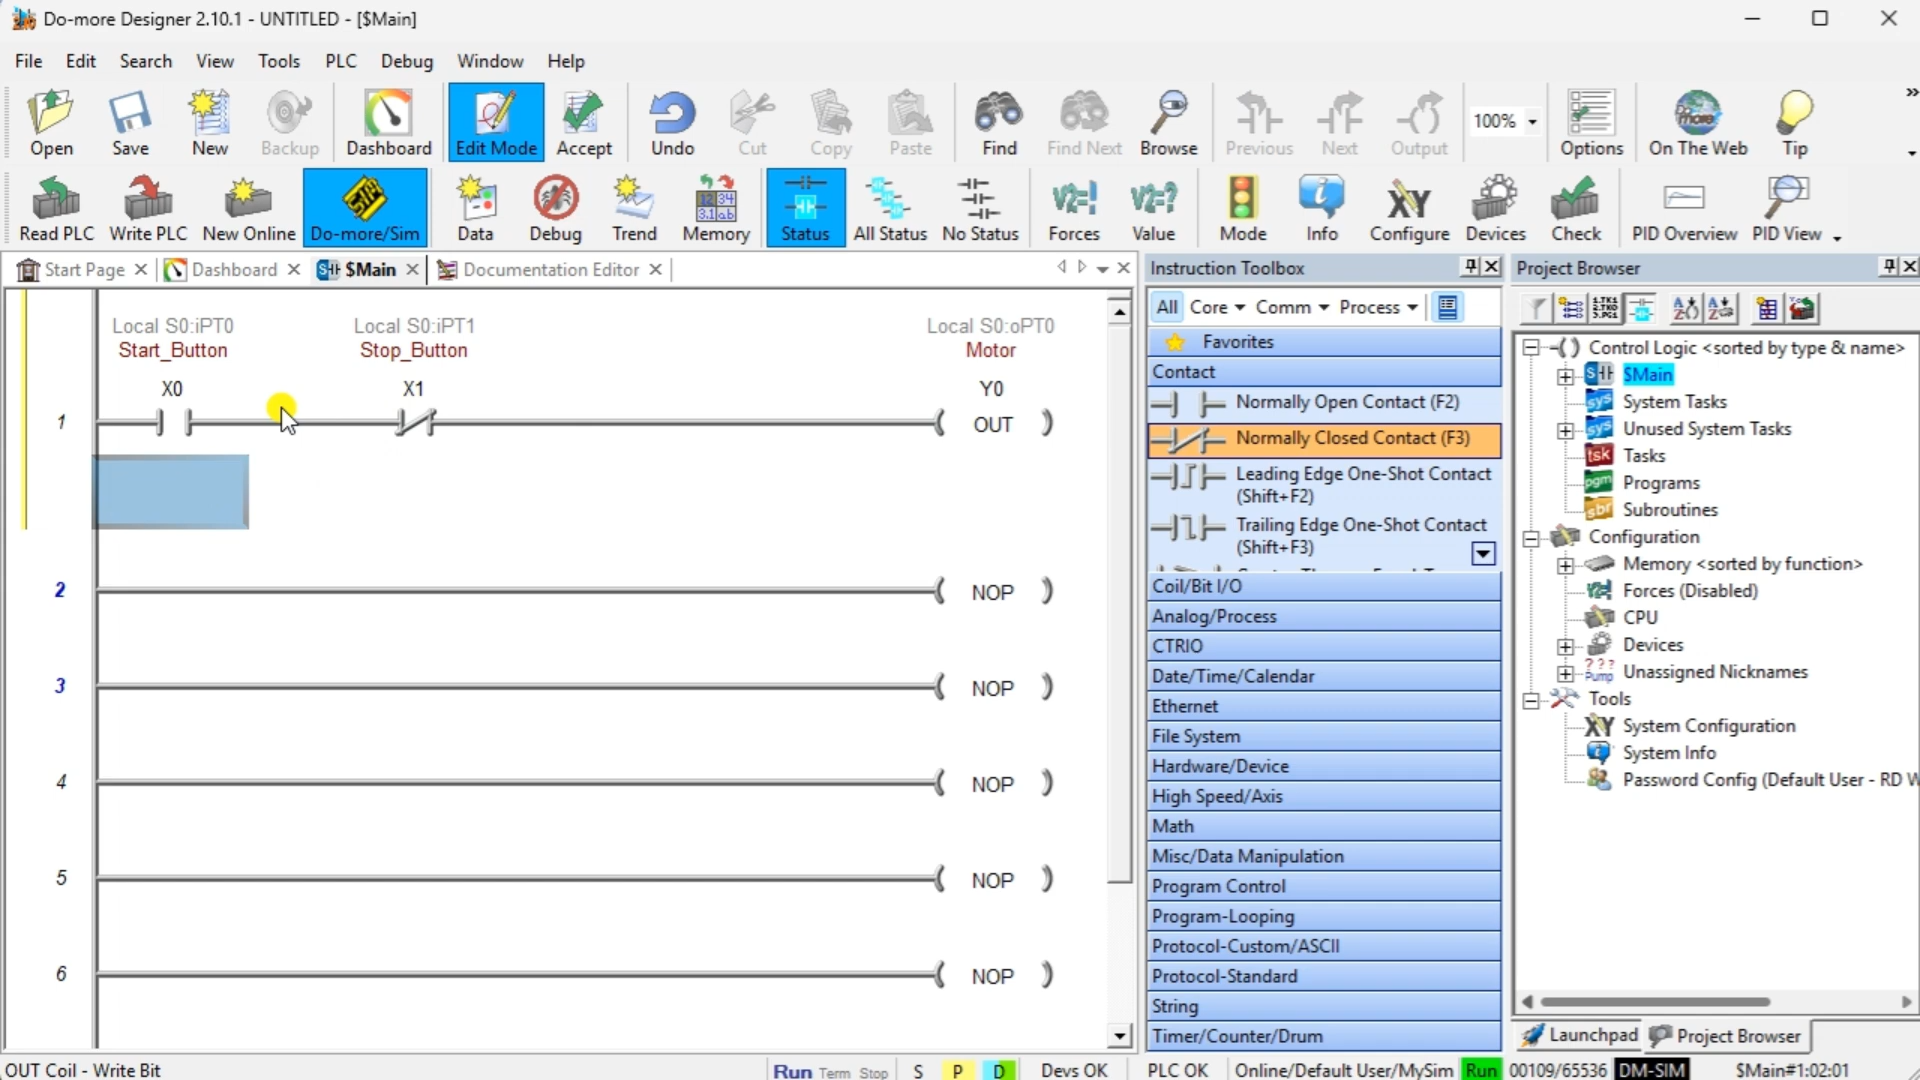 Do-more Designer 2.10.1 - UNTITLED - [$Main]
File Edit Search View Tools PLC Debug Window Help
Open Save New Backup Dashboard Edit Mode Accept Undo Cut Copy Paste Find Find Next Browse Previous Next Output 100% Options On The Web Tip
Read PLC Write PLC New Online Do-more/Sim Data Debug Trend Memory Status All Status No Status Forces Value Mode Info Configure Devices Check PID Overview PID View
Start Page Dashboard $Main Documentation Editor
Local S0:iPT0 Local S0:iPT1 Local S0:oPT0
Start_Button Stop_Button Motor
X0 X1 Y0
1 OUT
2 NOP
3 NOP
4 NOP
5 NOP
6 NOP
Instruction Toolbox
All Core Comm Process
Favorites
Contact
Normally Open Contact (F2)
Normally Closed Contact (F3)
Leading Edge One-Shot Contact
(Shift+F2)
Trailing Edge One-Shot Contact
(Shift+F3)
Coil/Bit I/O
Analog/Process
CTRIO
Date/Time/Calendar
Ethernet
File System
Hardware/Device
High Speed/Axis
Math
Misc/Data Manipulation
Program Control
Program-Looping
Protocol-Custom/ASCII
Protocol-Standard
String
Timer/Counter/Drum
Project Browser
Control Logic <sorted by type & name>
$Main
System Tasks
Unused System Tasks
Tasks
Programs
Subroutines
Configuration
Memory <sorted by function>
Forces (Disabled)
CPU
Devices
Unassigned Nicknames
Tools
System Configuration
System Info
Password Config (Default User - RD W
Launchpad Project Browser
OUT Coil - Write Bit Run Term Stop S P D Devs OK PLC OK Online/Default User/MySim Run 00109/65536 DM-SIM $Main#1:02:01